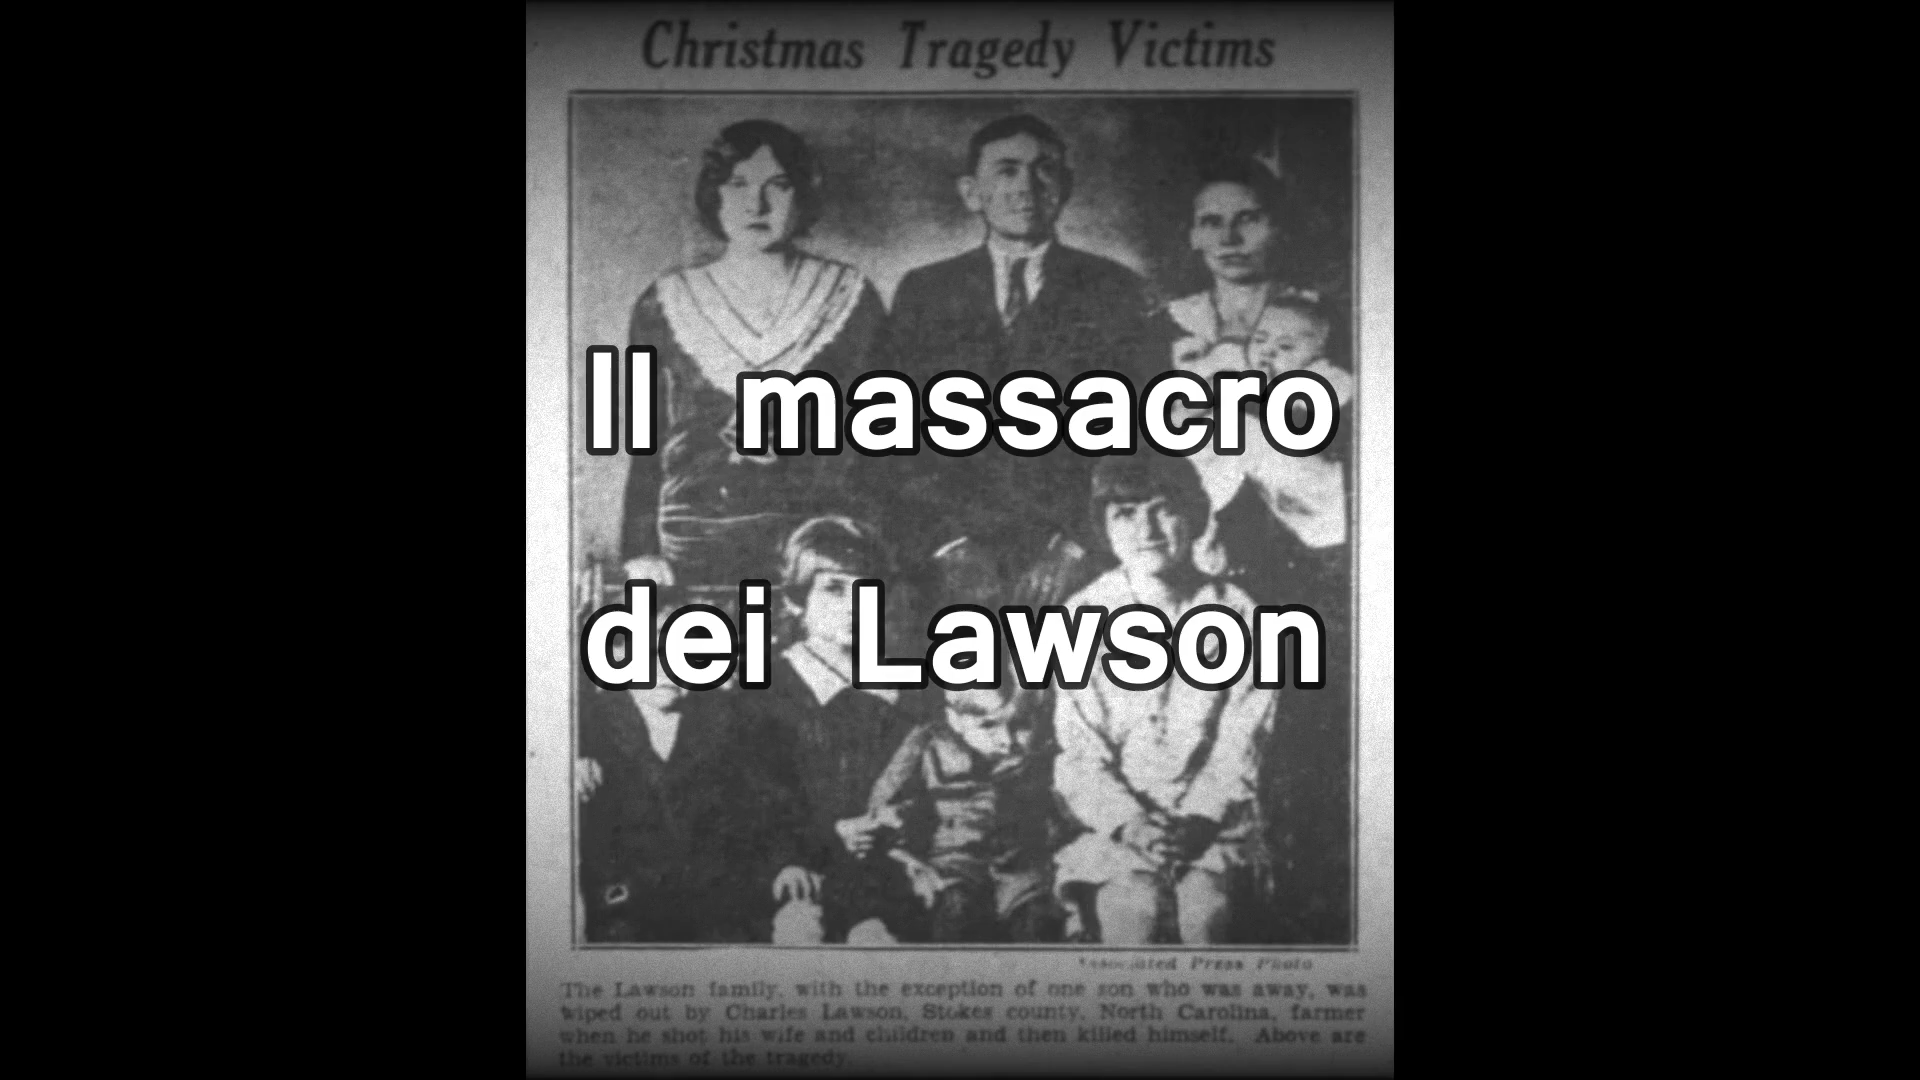 Christmas Tragedy Victims
Il massacro
dei Lawson
Associated Press Photo
The Lawson family, with the exception of one son who was away, was
wiped out by Charles Lawson, Stokes county, North Carolina, farmer
when he shot his wife and children and then killed himself. Above are
the victims of the tragedy.